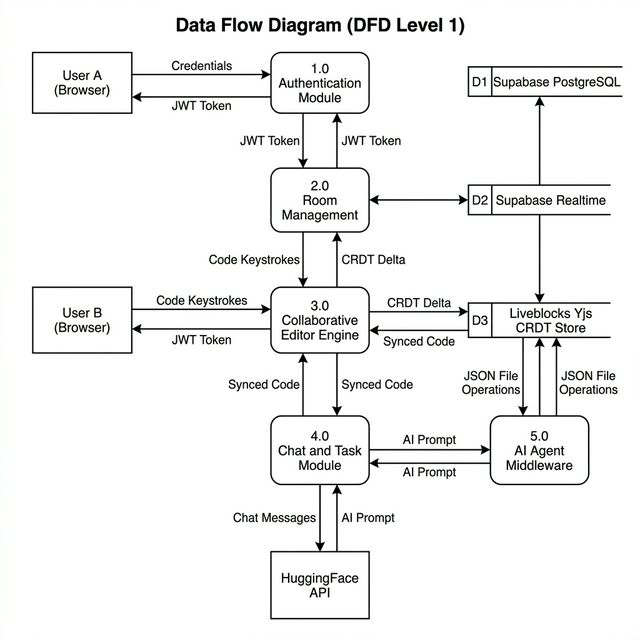 Data Flow Diagram (DFD Level 1)
User A
(Browser)
Credentials
JWT Token
1.0
Authentication
Module
D1 Supabase PostgreSQL
JWT Token
JWT Token
2.0
Room
Management
D2 Supabase Realtime
Code Keystrokes
CRDT Delta
User B
(Browser)
Code Keystrokes
JWT Token
3.0
Collaborative
Editor Engine
CRDT Delta
Synced Code
D3
Liveblocks Yjs
CRDT Store
Synced Code
Synced Code
JSON File
Operations
JSON File
Operations
4.0
Chat and Task
Module
AI Prompt
AI Prompt
5.0
AI Agent
Middleware
Chat Messages
AI Prompt
HuggingFace
API